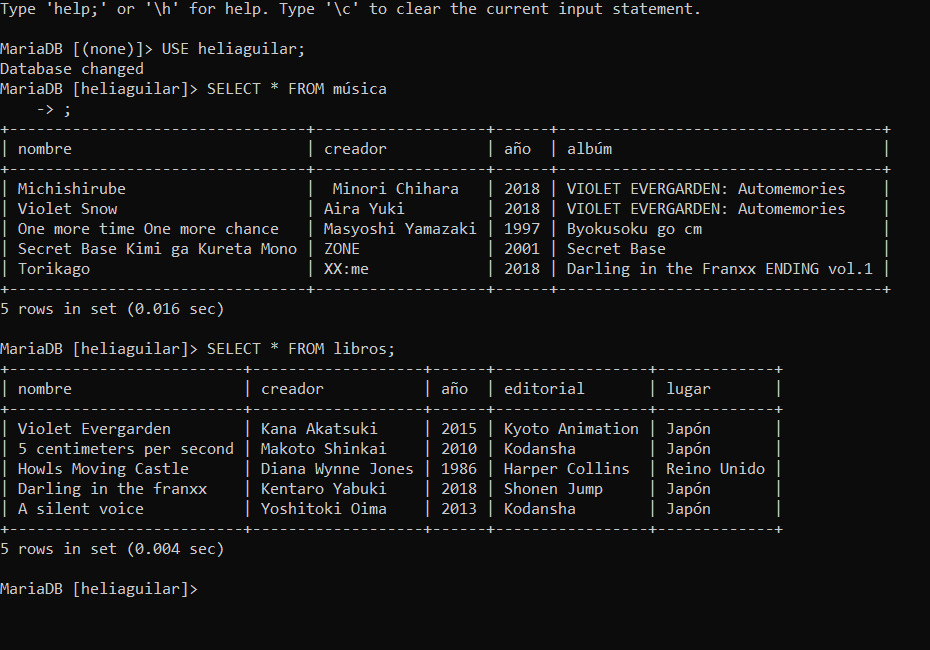 Type 'help;' or '\h' for help. Type '\c' to clear the current input statement.

MariaDB [(none)]> USE heliaguilar;
Database changed
MariaDB [heliaguilar]> SELECT * FROM música
    -> ;
+---------------------------------+-------------------+------+------------------------------------+
| nombre                          | creador           | año  | albúm                              |
+---------------------------------+-------------------+------+------------------------------------+
| Michishirube                    |  Minori Chihara   | 2018 | VIOLET EVERGARDEN: Automemories    |
| Violet Snow                     | Aira Yuki         | 2018 | VIOLET EVERGARDEN: Automemories    |
| One more time One more chance   | Masyoshi Yamazaki | 1997 | Byokusoku go cm                    |
| Secret Base Kimi ga Kureta Mono | ZONE              | 2001 | Secret Base                        |
| Torikago                        | XX:me             | 2018 | Darling in the Franxx ENDING vol.1 |
+---------------------------------+-------------------+------+------------------------------------+
5 rows in set (0.016 sec)

MariaDB [heliaguilar]> SELECT * FROM libros;
+--------------------------+-------------------+------+-----------------+-------------+
| nombre                   | creador           | año  | editorial       | lugar       |
+--------------------------+-------------------+------+-----------------+-------------+
| Violet Evergarden        | Kana Akatsuki     | 2015 | Kyoto Animation | Japón       |
| 5 centimeters per second | Makoto Shinkai    | 2010 | Kodansha        | Japón       |
| Howls Moving Castle      | Diana Wynne Jones | 1986 | Harper Collins  | Reino Unido |
| Darling in the franxx    | Kentaro Yabuki    | 2018 | Shonen Jump     | Japón       |
| A silent voice           | Yoshitoki Oima    | 2013 | Kodansha        | Japón       |
+--------------------------+-------------------+------+-----------------+-------------+
5 rows in set (0.004 sec)

MariaDB [heliaguilar]>